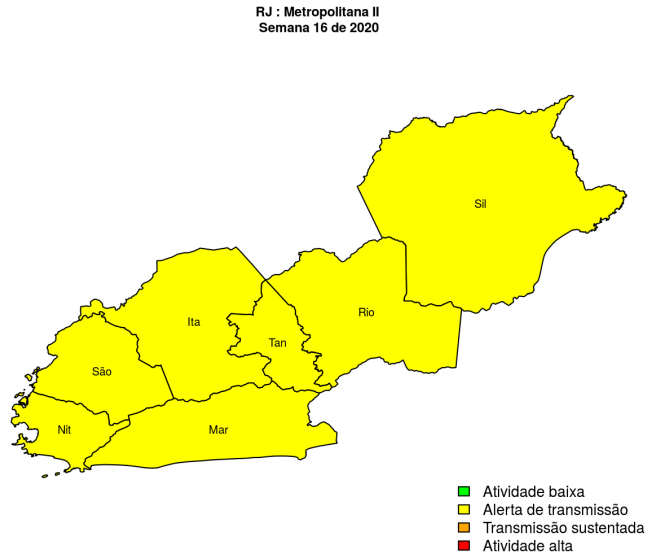 RJ : Metropolitana II
Semana 16 de 2020
Sil
Rio
Ita
Tan
São
Nit
Mar
Atividade baixa
Alerta de transmissão
Transmissão sustentada
Atividade alta